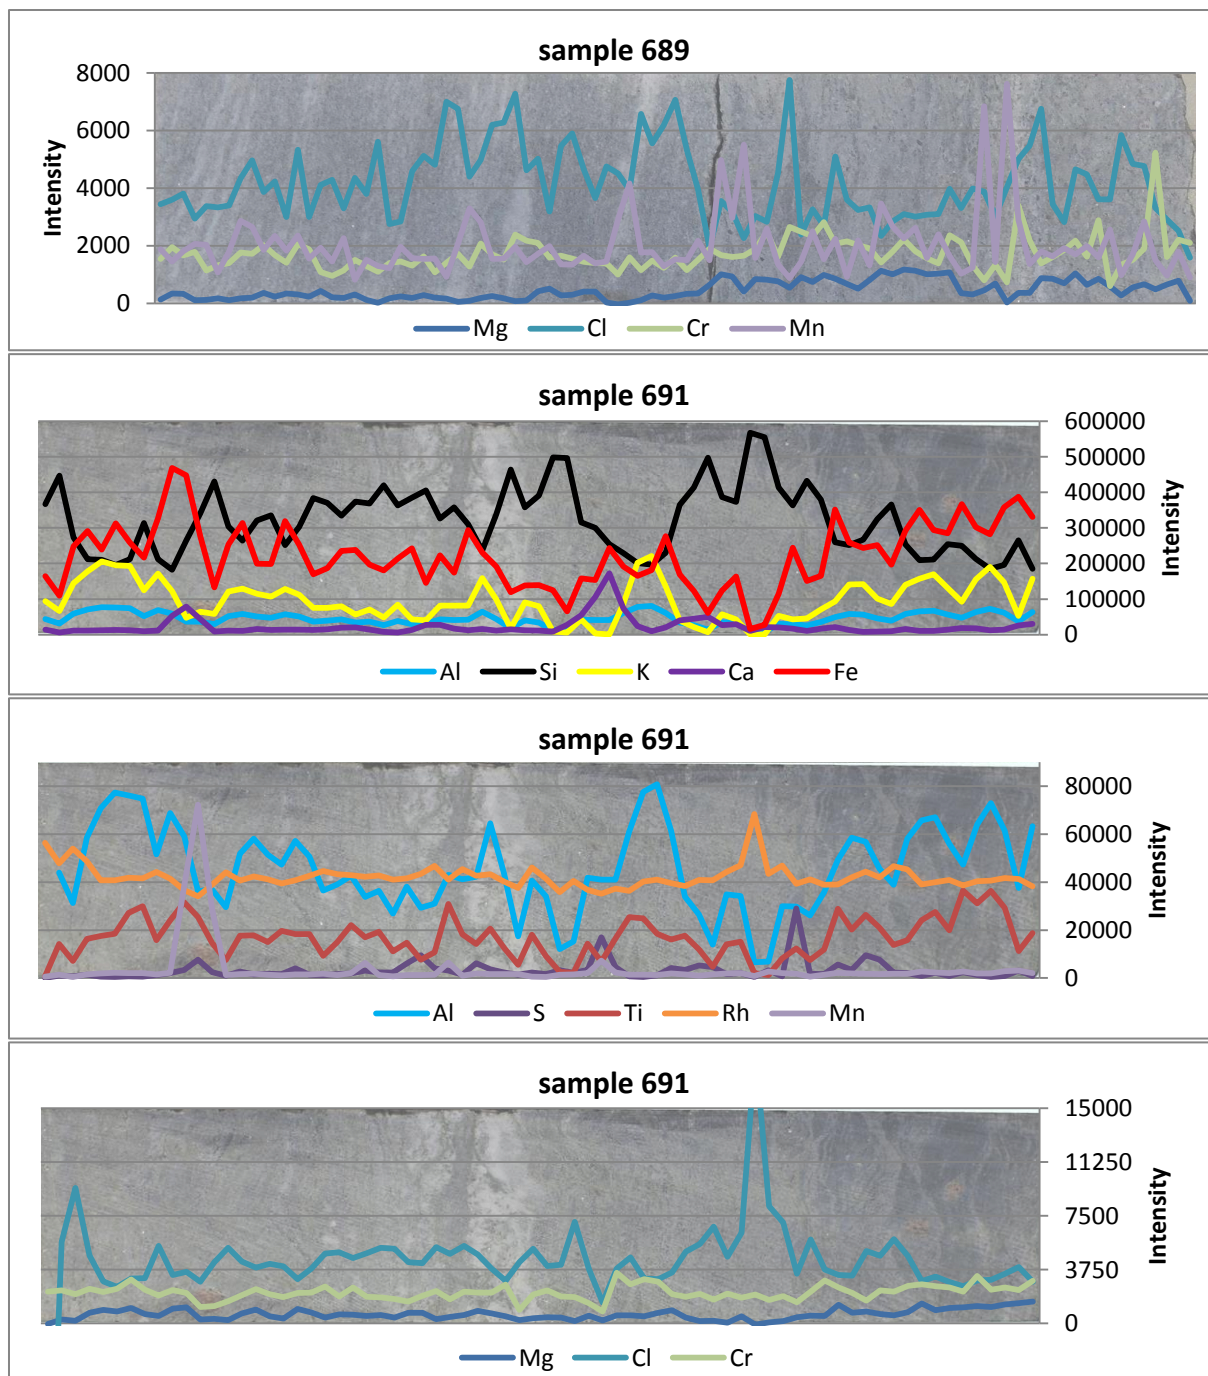 sample 689
8000
6000
4000
2000
0
Intensity
Mg Cl Cr Mn
sample 691
600000
500000
400000
300000
200000
100000
0
Intensity
Al Si K Ca Fe
sample 691
80000
60000
40000
20000
0
Intensity
Al S Ti Rh Mn
sample 691
15000
11250
7500
3750
0
Intensity
Mg Cl Cr